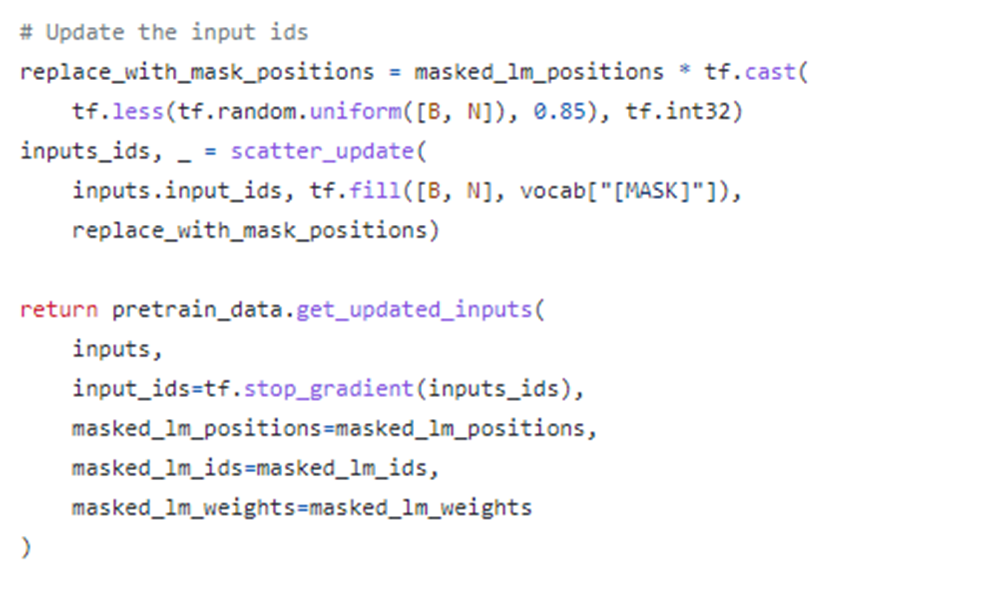 # Update the input ids
replace_with_mask_positions = masked_lm_positions * tf.cast(
    tf.less(tf.random.uniform([B, N]), 0.85), tf.int32)
inputs_ids, _ = scatter_update(
    inputs.input_ids, tf.fill([B, N], vocab["[MASK]"]),
    replace_with_mask_positions)

return pretrain_data.get_updated_inputs(
    inputs,
    input_ids=tf.stop_gradient(inputs_ids),
    masked_lm_positions=masked_lm_positions,
    masked_lm_ids=masked_lm_ids,
    masked_lm_weights=masked_lm_weights
)